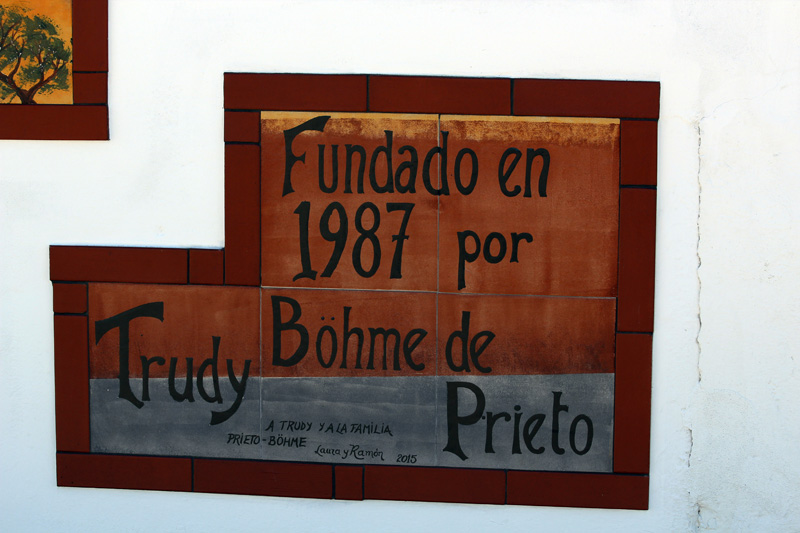 Fundado en
1987 por
Trudy Böhme de
Prieto
A TRUDY Y A LA FAMILIA
PRIETO-BÖHME
Laura y Ramón 2015